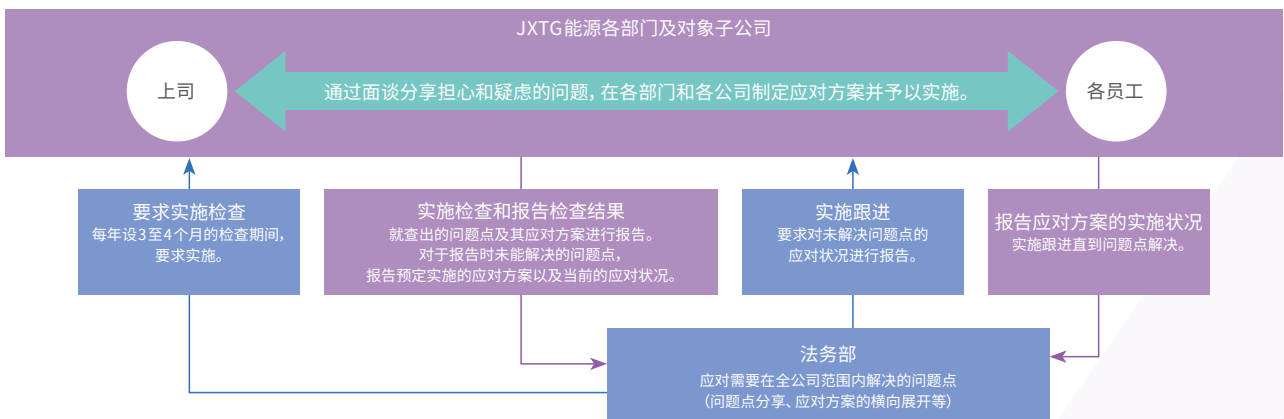 JXTG能源各部门及对象子公司
上司
通过面谈分享担心和疑虑的问题，在各部门和各公司制定应对方案并予以实施。
各员工
要求实施检查
每年设3至4个月的检查期间，
要求实施。
实施检查和报告检查结果
就查出的问题点及其应对方案进行报告。
对于报告时未能解决的问题点，
报告预定实施的应对方案以及当前的应对状况。
实施跟进
要求对未解决问题点的
应对状况进行报告。
报告应对方案的实施状况
实施跟进直到问题点解决。
法务部
应对需要在全公司范围内解决的问题点
（问题点分享、应对方案的横向展开等）